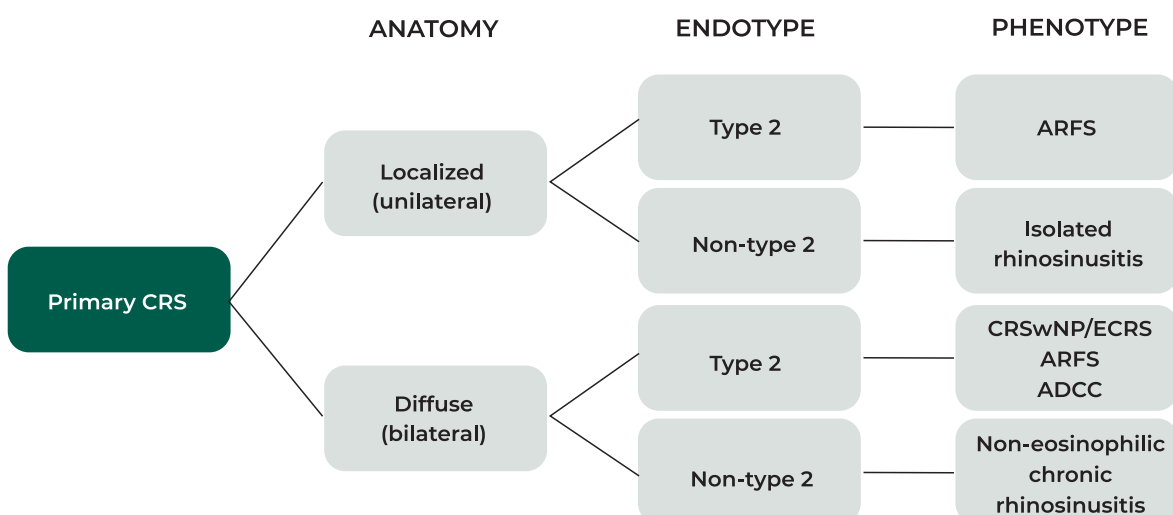 ANATOMY
ENDOTYPE
PHENOTYPE
Primary CRS
Localized
(unilateral)
Type 2
ARFS
Non-type 2
Isolated
rhinosinusitis
Diffuse
(bilateral)
Type 2
CRSwNP/ECRS
ARFS
ADCC
Non-type 2
Non-eosinophilic
chronic
rhinosinusitis